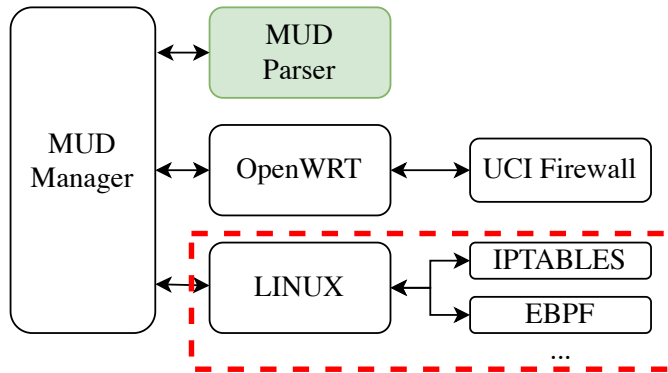 MUD
Parser
MUD
Manager
OpenWRT
UCI Firewall
LINUX
IPTABLES
EBPF
...